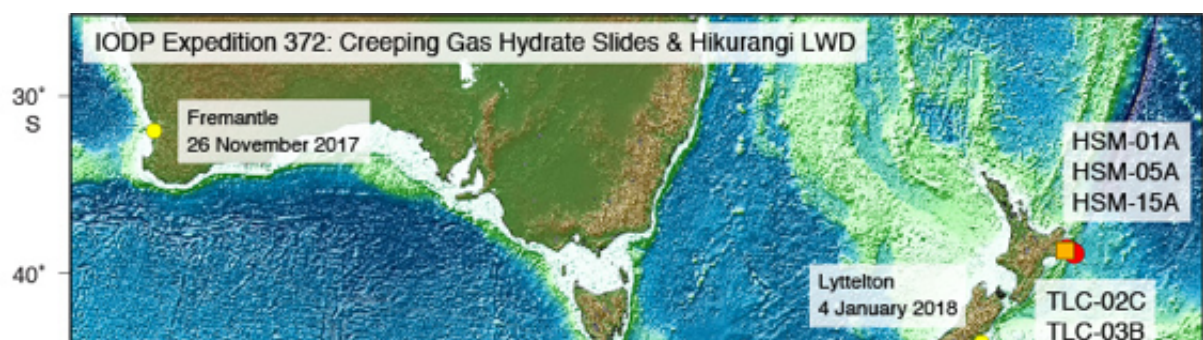 IODP Expedition 372: Creeping Gas Hydrate Slides & Hikurangi LWD
30°
S
Fremantle
26 November 2017
HSM-01A
HSM-05A
HSM-15A
40°
Lyttelton
4 January 2018
TLC-02C
TLC-03B